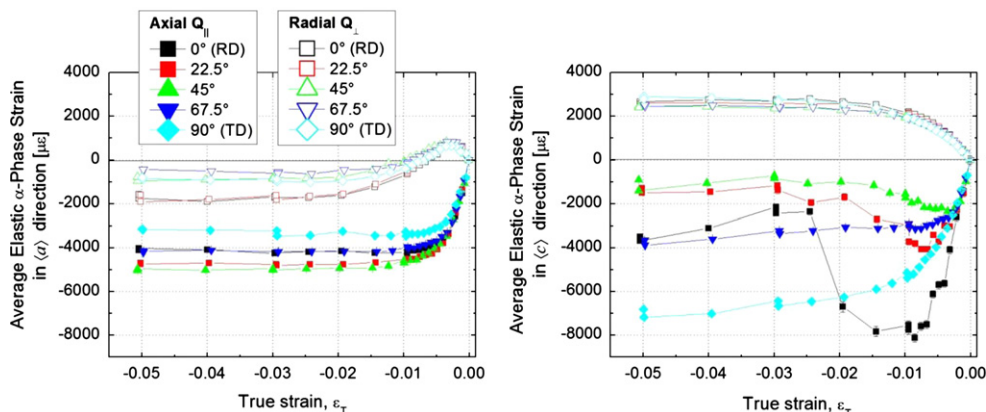 Axial Q||
0° (RD)
22.5°
45°
67.5°
90° (TD)
Radial Q⊥
0° (RD)
22.5°
45°
67.5°
90° (TD)
Average Elastic α-Phase Strain
in ⟨a⟩ direction [με]
4000
2000
0
-2000
-4000
-6000
-8000
-0.05 -0.04 -0.03 -0.02 -0.01 0.00
True strain, εT
Average Elastic α-Phase Strain
in ⟨c⟩ direction [με]
4000
2000
0
-2000
-4000
-6000
-8000
-0.05 -0.04 -0.03 -0.02 -0.01 0.00
True strain, εT